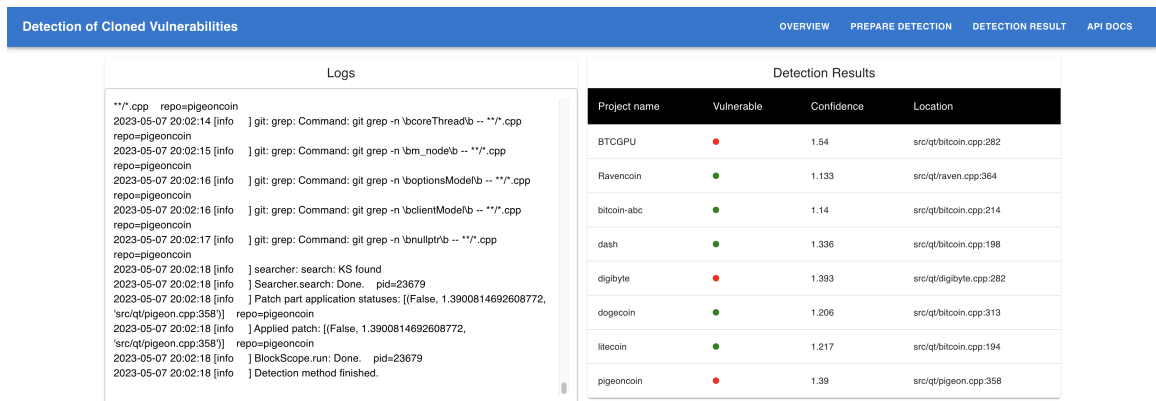 Detection of Cloned Vulnerabilities OVERVIEW PREPARE DETECTION DETECTION RESULT API DOCS
Logs
**/*.cpp repo=pigeoncoin
2023-05-07 20:02:14 [info ] git: grep: Command: git grep -n \bcoreThread\b -- **/*.cpp
repo=pigeoncoin
2023-05-07 20:02:15 [info ] git: grep: Command: git grep -n \bm_node\b -- **/*.cpp
repo=pigeoncoin
2023-05-07 20:02:16 [info ] git: grep: Command: git grep -n \boptionsModel\b -- **/*.cpp
repo=pigeoncoin
2023-05-07 20:02:16 [info ] git: grep: Command: git grep -n \bclientModel\b -- **/*.cpp
repo=pigeoncoin
2023-05-07 20:02:17 [info ] git: grep: Command: git grep -n \bnullptr\b -- **/*.cpp
repo=pigeoncoin
2023-05-07 20:02:18 [info ] searcher: search: KS found
2023-05-07 20:02:18 [info ] Searcher.search: Done. pid=23679
2023-05-07 20:02:18 [info ] Patch part application statuses: [(False, 1.3900814692608772,
'src/qt/pigeon.cpp:358')] repo=pigeoncoin
2023-05-07 20:02:18 [info ] Applied patch: [(False, 1.3900814692608772,
'src/qt/pigeon.cpp:358')] repo=pigeoncoin
2023-05-07 20:02:18 [info ] BlockScope.run: Done. pid=23679
2023-05-07 20:02:18 [info ] Detection method finished.
Detection Results
Project name Vulnerable Confidence Location
BTCGPU 1.54 src/qt/bitcoin.cpp:282
Ravencoin 1.133 src/qt/raven.cpp:364
bitcoin-abc 1.14 src/qt/bitcoin.cpp:214
dash 1.336 src/qt/bitcoin.cpp:198
digibyte 1.393 src/qt/digibyte.cpp:282
dogecoin 1.206 src/qt/bitcoin.cpp:313
litecoin 1.217 src/qt/bitcoin.cpp:194
pigeoncoin 1.39 src/qt/pigeon.cpp:358